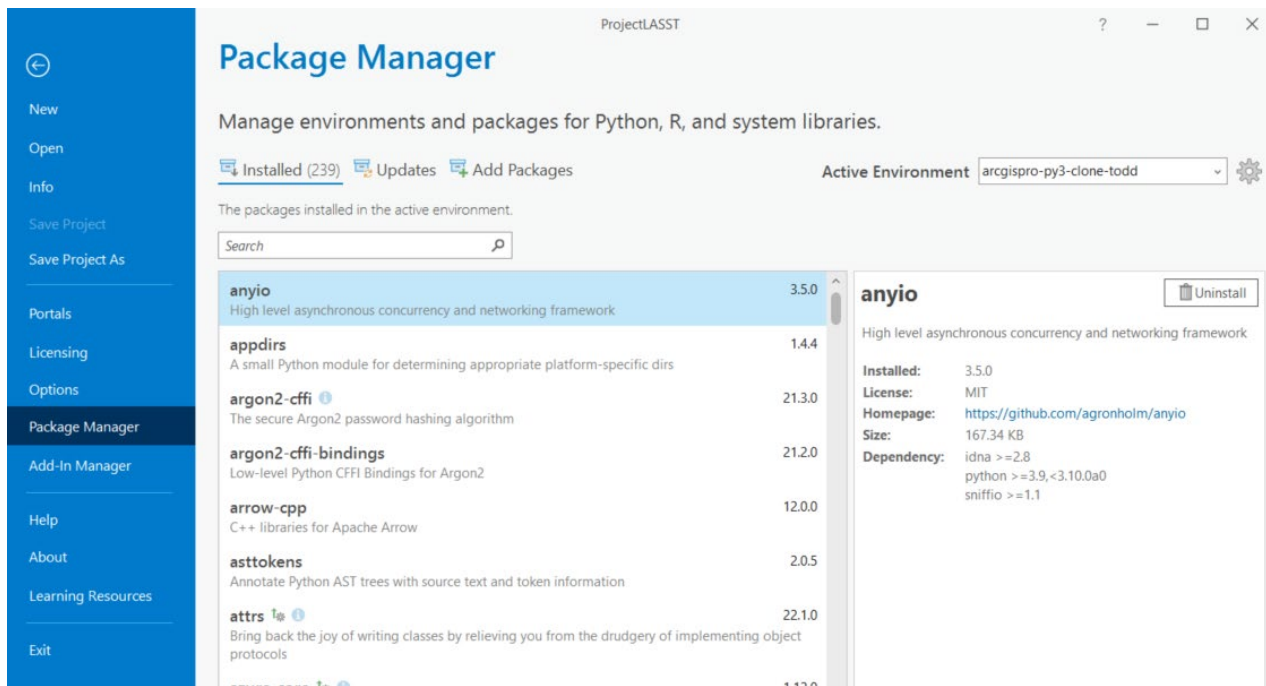 ProjectLASST
?
New
Open
Info
Save Project
Save Project As
Portals
Licensing
Options
Package Manager
Add-In Manager
Help
About
Learning Resources
Exit
Package Manager
Manage environments and packages for Python, R, and system libraries.
Installed (239) Updates Add Packages
Active Environment arcgispro-py3-clone-todd
The packages installed in the active environment.
Search
anyio 3.5.0
High level asynchronous concurrency and networking framework
appdirs 1.4.4
A small Python module for determining appropriate platform-specific dirs
argon2-cffi 21.3.0
The secure Argon2 password hashing algorithm
argon2-cffi-bindings 21.2.0
Low-level Python CFFI Bindings for Argon2
arrow-cpp 12.0.0
C++ libraries for Apache Arrow
asttokens 2.0.5
Annotate Python AST trees with source text and token information
attrs 22.1.0
Bring back the joy of writing classes by relieving you from the drudgery of implementing object
protocols
anyio
Uninstall
High level asynchronous concurrency and networking framework
Installed: 3.5.0
License: MIT
Homepage: https://github.com/agronholm/anyio
Size: 167.34 KB
Dependency: idna >=2.8
python >=3.9,<3.10.0a0
sniffio >=1.1